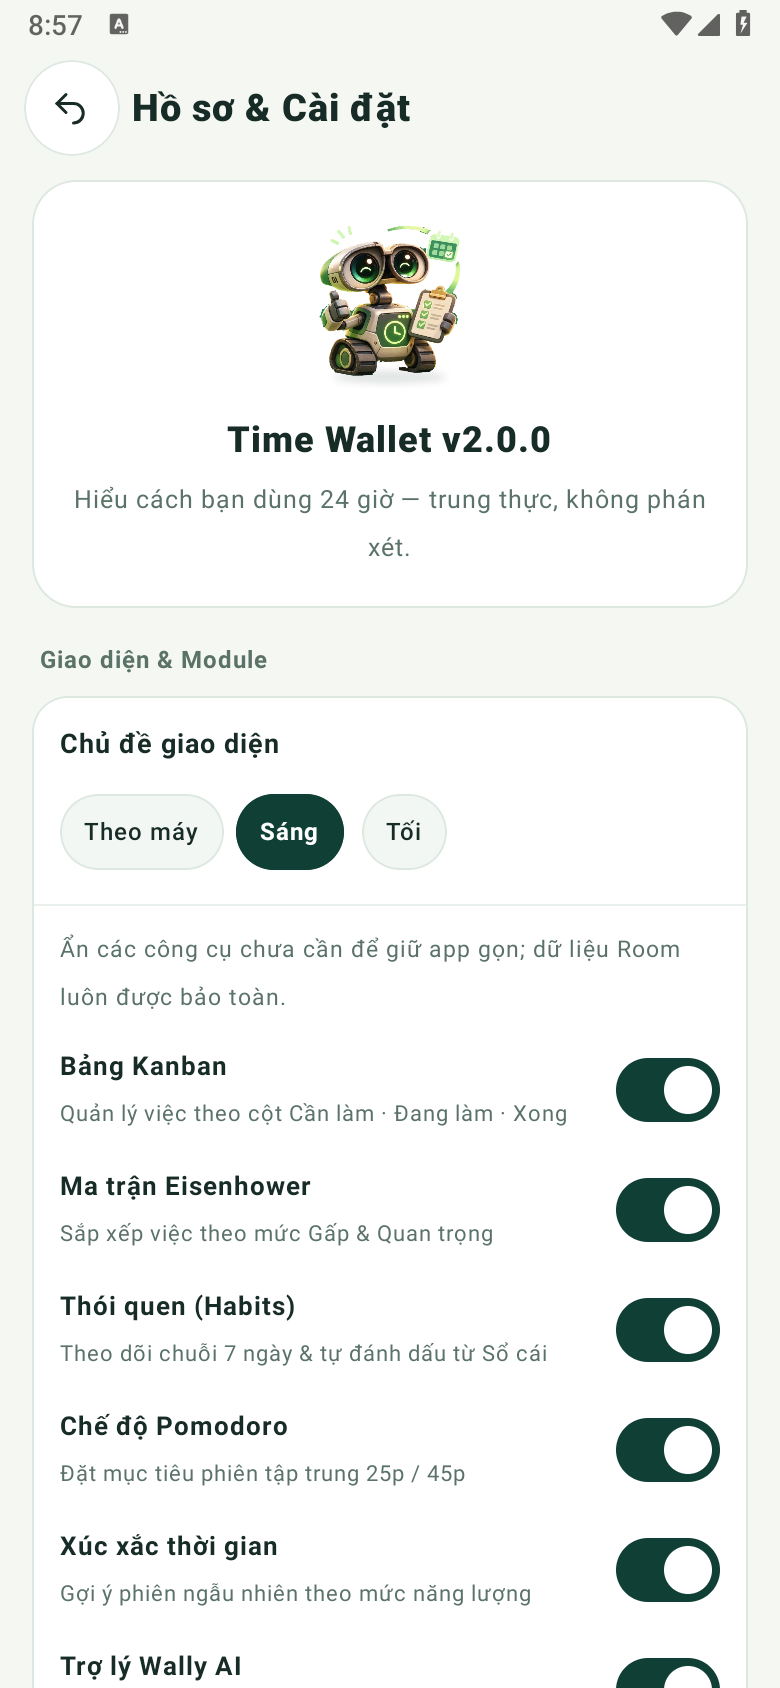 8:57
A
Hồ sơ & Cài đặt
Time Wallet v2.0.0
Hiểu cách bạn dùng 24 giờ — trung thực, không phán
xét.
Giao diện & Module
Chủ đề giao diện
Theo máy
Sáng
Tối
Ẩn các công cụ chưa cần để giữ app gọn; dữ liệu Room
luôn được bảo toàn.
Bảng Kanban
Quản lý việc theo cột Cần làm · Đang làm · Xong
Ma trận Eisenhower
Sắp xếp việc theo mức Gấp & Quan trọng
Thói quen (Habits)
Theo dõi chuỗi 7 ngày & tự đánh dấu từ Sổ cái
Chế độ Pomodoro
Đặt mục tiêu phiên tập trung 25p / 45p
Xúc xắc thời gian
Gợi ý phiên ngẫu nhiên theo mức năng lượng
Trợ lý Wally AI